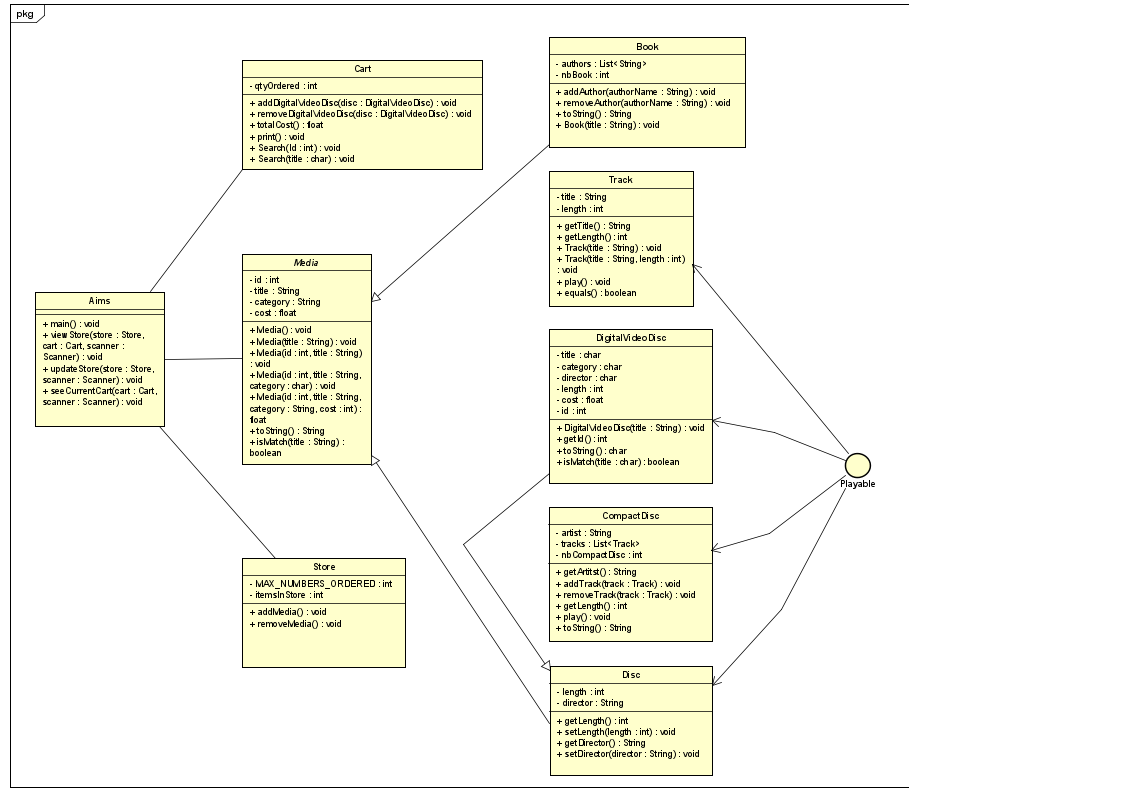 pkg
Cart
- qtyOrdered : int
+ addDigitalVideoDisc(disc : DigitalVideoDisc) : void
+ removeDigitalVideoDisc(disc : DigitalVideoDisc) : void
+ totalCost() : float
+ print() : void
+ Search(Id : int) : void
+ Search(title : char) : void
Book
- authors : List<String>
- nbBook : int
+ addAuthor(authorName : String) : void
+ removeAuthor(authorName : String) : void
+ toString() : String
+ Book(title : String) : void
Track
- title : String
- length : int
+ getTitle() : String
+ getLength() : int
+ Track(title : String) : void
+ Track(title : String, length : int)
: void
+ play() : void
+ equals() : boolean
Media
- id : int
- title : String
- category : String
- cost : float
+Media() : void
+Media(title : String) : void
+Media(id : int, title : String)
: void
+Media(id : int, title : String,
category : char) : void
+Media(id : int, title : String,
category : String, cost : int) :
float
+toString() : String
+isMatch(title : String) :
boolean
Aims
+ main() : void
+ viewStore(store : Store,
cart : Cart, scanner :
Scanner) : void
+ updateStore(store : Store,
scanner : Scanner) : void
+ seeCurrentCart(cart : Cart,
scanner : Scanner) : void
DigitalVideoDisc
- title : char
- category : char
- director : char
- length : int
- cost : float
- id : int
+ DigitalVideoDisc(title : String) : void
+getId() : int
+toString() : char
+isMatch(title : char) : boolean
Playable
CompactDisc
- artist : String
- tracks : List<Track>
- nbCompactDisc : int
+ getArtitst() : String
+ addTrack(track : Track) : void
+ removeTrack(track : Track) : void
+ getLength() : int
+ play() : void
+ toString() : String
Store
- MAX_NUMBERS_ORDERED : int
- itemsInStore : int
+ addMedia() : void
+ removeMedia() : void
Disc
- length : int
- director : String
+ getLength() : int
+ setLength(length : int) : void
+ getDirector() : String
+ setDirector(director : String) : void